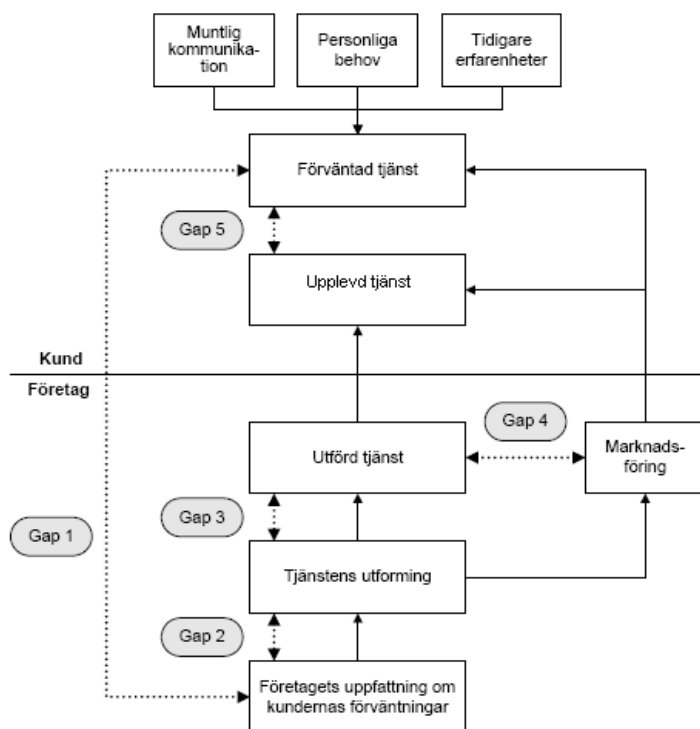 Muntlig
kommunika-
tion
Personliga
behov
Tidigare
erfarenheter
Förväntad tjänst
Gap 5
Upplevd tjänst
Kund
Företag
Gap 4
Utförd tjänst
Marknads-
föring
Gap 3
Gap 1
Tjänstens utforming
Gap 2
Företagets uppfattning om
kundernas förväntningar